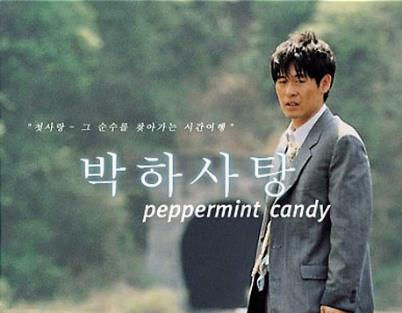 "첫사랑 - 그 순수를 찾아가는 시간여행"
박하사탕
peppermint candy